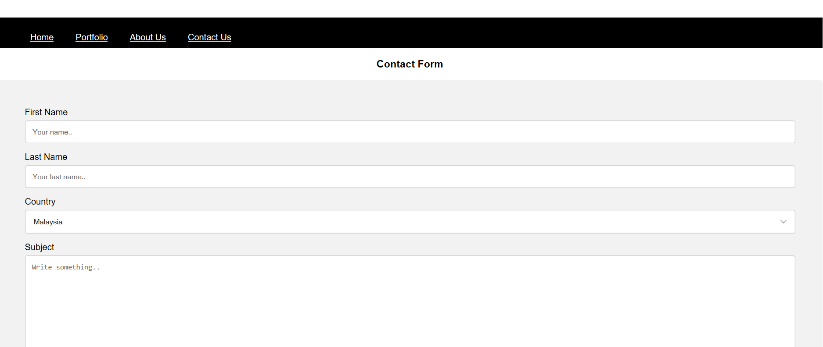 Home Portfolio About Us Contact Us
Contact Form
First Name
Your name..
Last Name
Your last name..
Country
Malaysia
Subject
Write something..